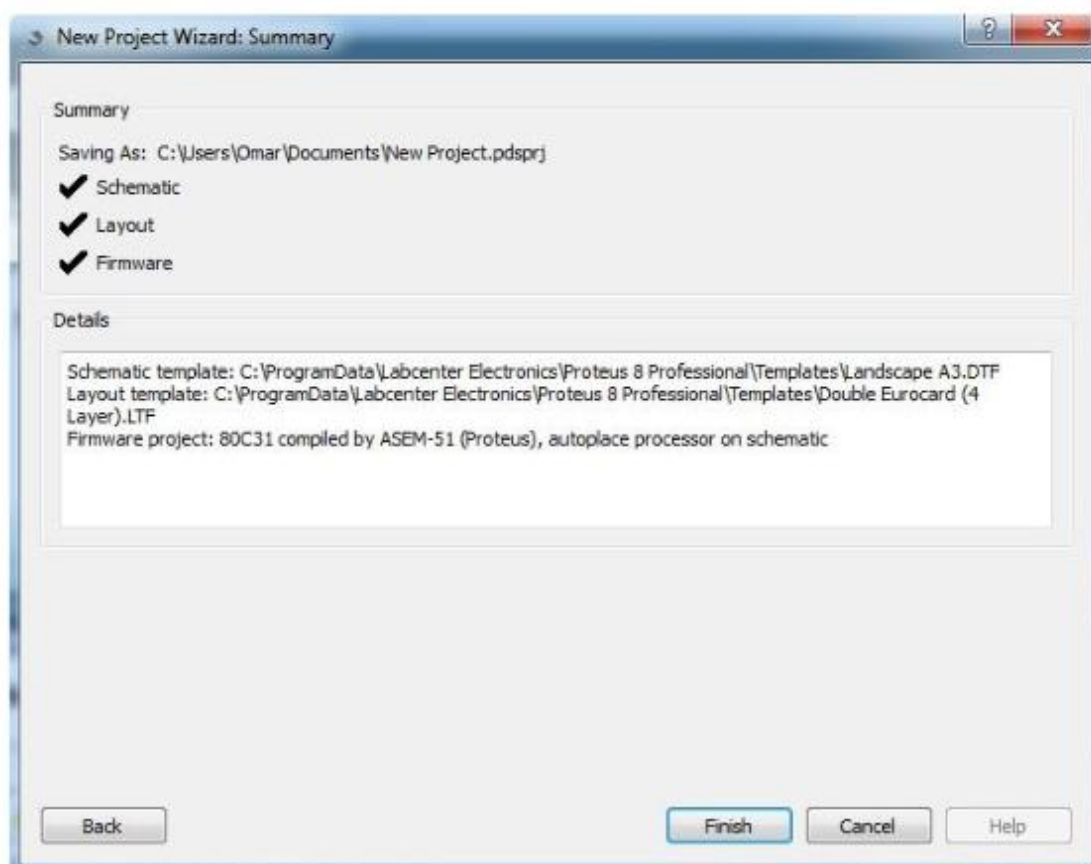 New Project Wizard: Summary
Summary
Saving As: C:\Users\Omar\Documents\New Project.pdsprj
Schematic
Layout
Firmware
Details
Schematic template: C:\ProgramData\Labcenter Electronics\Proteus 8 Professional\Templates\Landscape A3.DTF
Layout template: C:\ProgramData\Labcenter Electronics\Proteus 8 Professional\Templates\Double Eurocard (4
Layer).LTF
Firmware project: 80C31 compiled by ASEM-51 (Proteus), autoplace processor on schematic
Back Finish Cancel Help